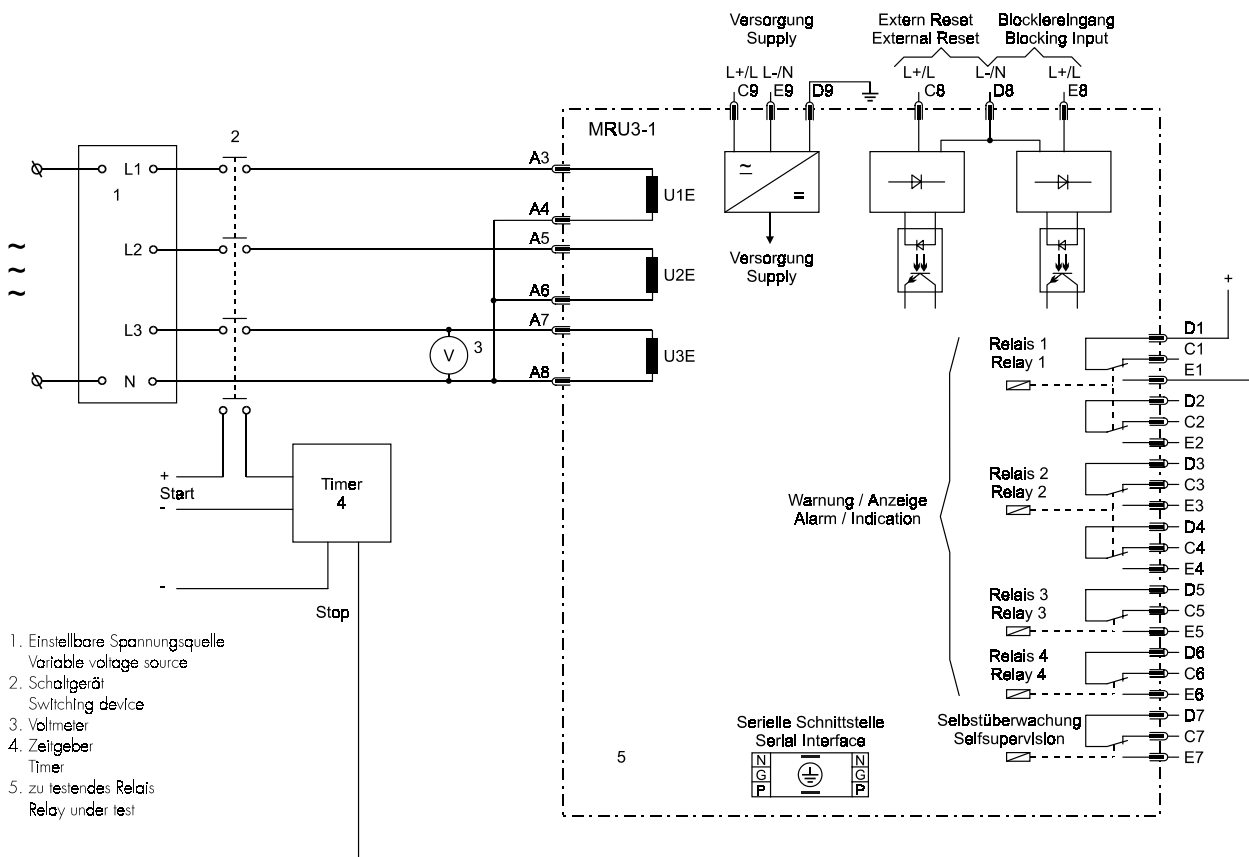 Versorgung
Supply
L+/L L-/N
C9 E9 D9
Extern Reset
External Reset
Blockiereingang
Blocking Input
L+/L L-/N L+/L
C8 D8 E8
MRU3-1
2
1
L1
L2
L3
N
A3
A4
A5
A6
A7
A8
U1E
U2E
U3E
V 3
~
~
~
≃
=
Versorgung
Supply
+
Start
-
-
Timer
4
Stop
Warnung / Anzeige
Alarm / Indication
Relais 1
Relay 1
Relais 2
Relay 2
Relais 3
Relay 3
Relais 4
Relay 4
Selbstüberwachung
Selfsupervision
+
D1
C1
E1
D2
C2
E2
D3
C3
E3
D4
C4
E4
D5
C5
E5
D6
C6
E6
D7
C7
E7
Serielle Schnittstelle
Serial Interface
N N
G G
P P
5
1. Einstellbare Spannungsquelle
Variable voltage source
2. Schaltgerät
Switching device
3. Voltmeter
4. Zeitgeber
Timer
5. zu testendes Relais
Relay under test